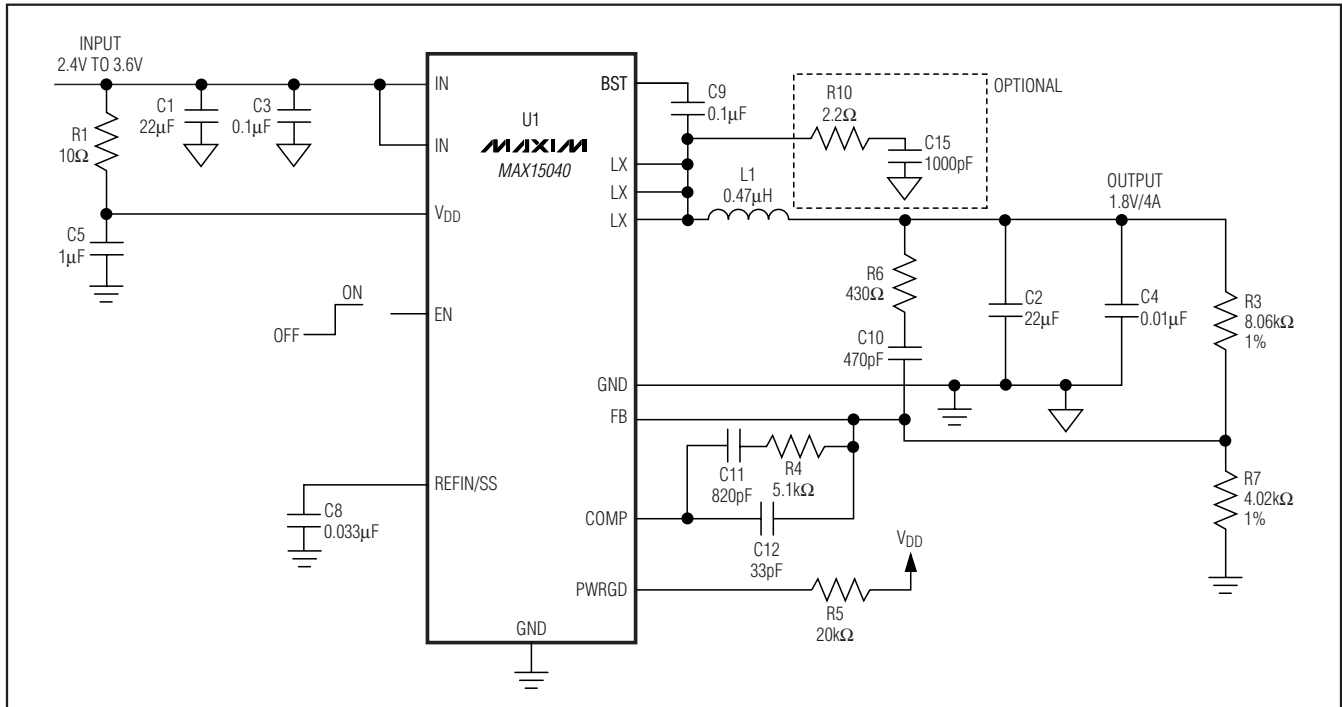 INPUT
2.4V TO 3.6V
R1
10Ω
C1
22µF
C3
0.1µF
C5
1µF
OFF
ON
C8
0.033µF
IN
IN
VDD
EN
REFIN/SS
U1
MAXIM
MAX15040
GND
BST
LX
LX
LX
GND
FB
COMP
PWRGD
C9
0.1µF
R10
2.2Ω
C15
1000pF
OPTIONAL
L1
0.47µH
OUTPUT
1.8V/4A
R6
430Ω
C10
470pF
C2
22µF
C4
0.01µF
R3
8.06kΩ
1%
C11
820pF
R4
5.1kΩ
C12
33pF
R7
4.02kΩ
1%
VDD
R5
20kΩ